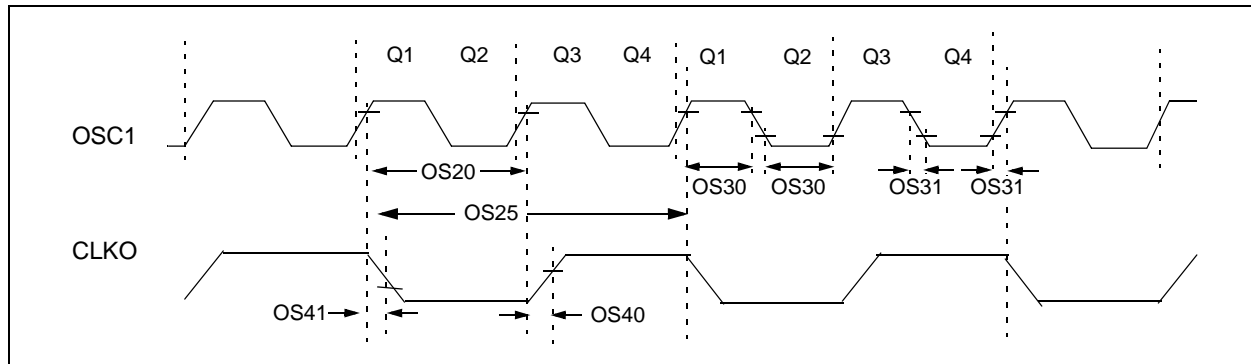 Q1 Q2 Q3 Q4 Q1 Q2 Q3 Q4
OSC1
OS20 OS30 OS30 OS31 OS31
OS25
CLKO
OS41 OS40